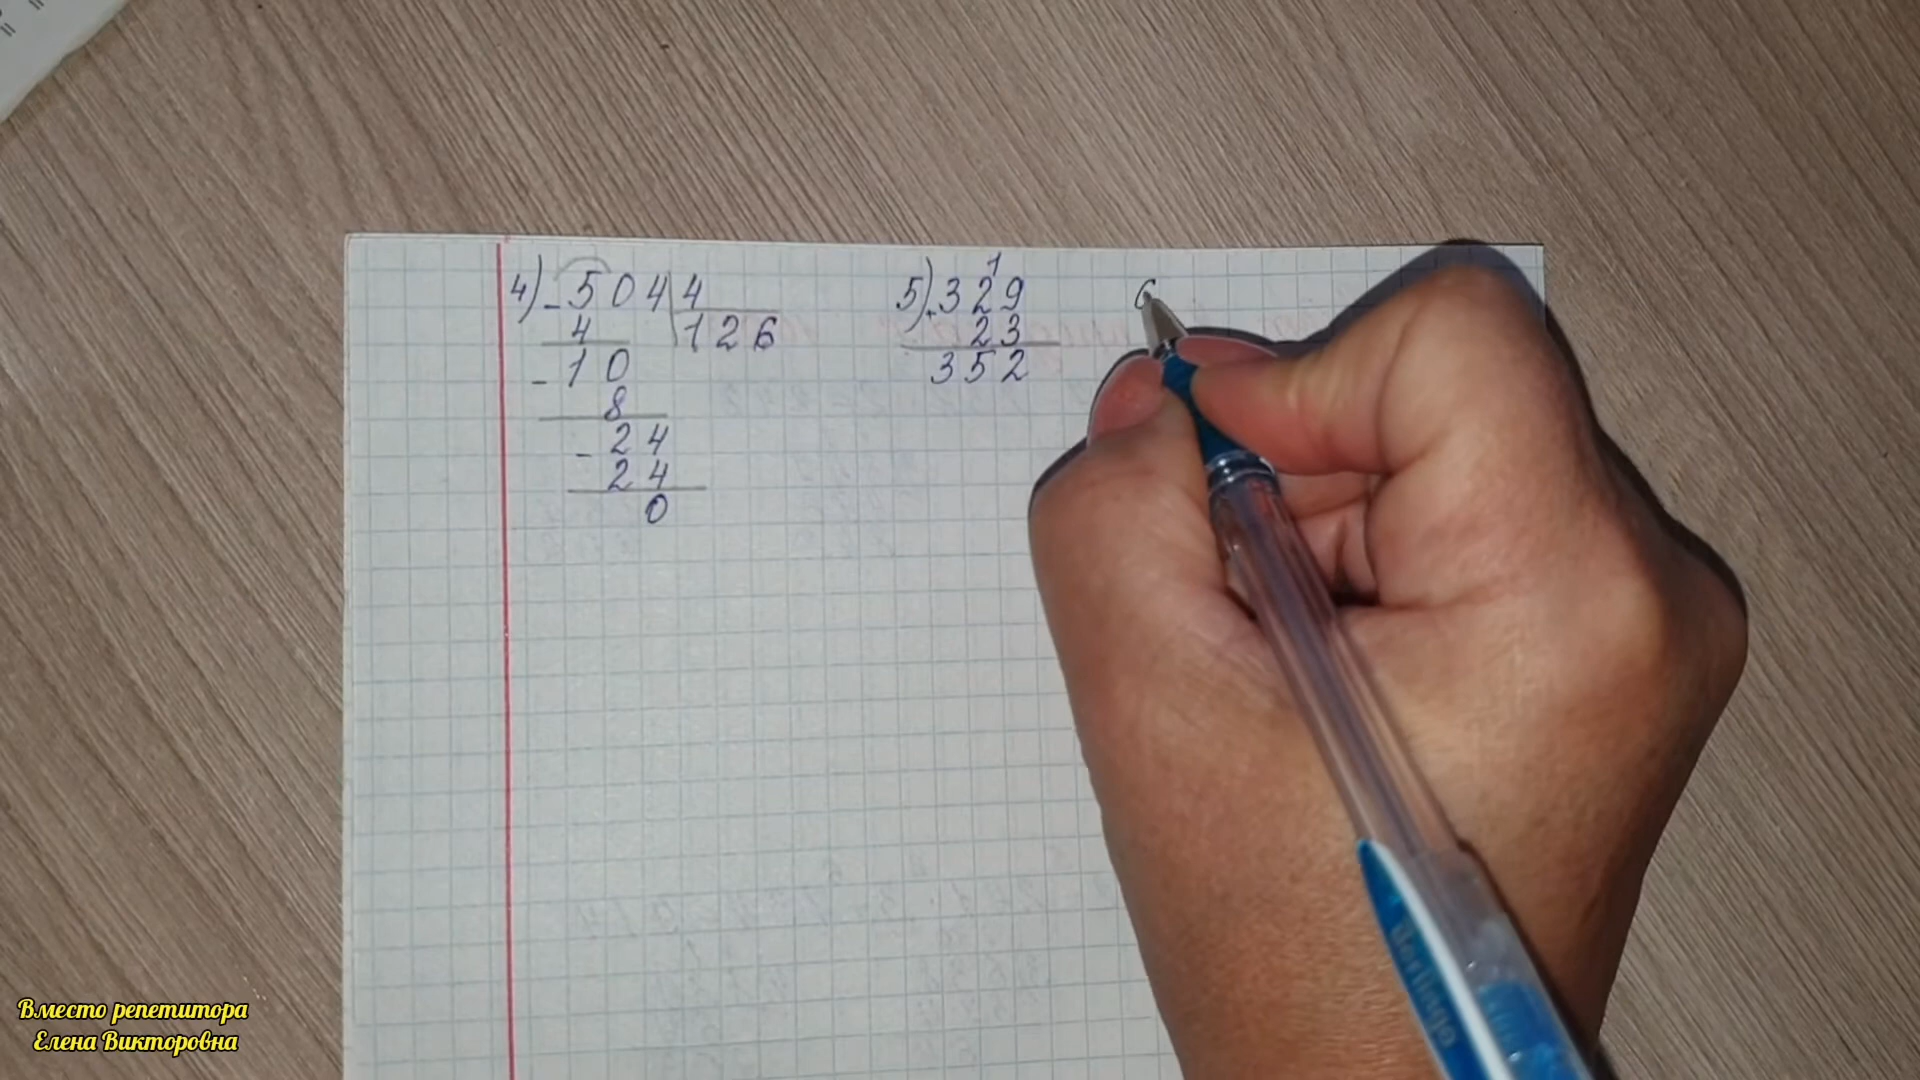 4) - 504 | 4
4 126
- 10
8
- 24
24
0
1
5) + 329
23
352
6
Вместо репетитора
Елена Викторовна